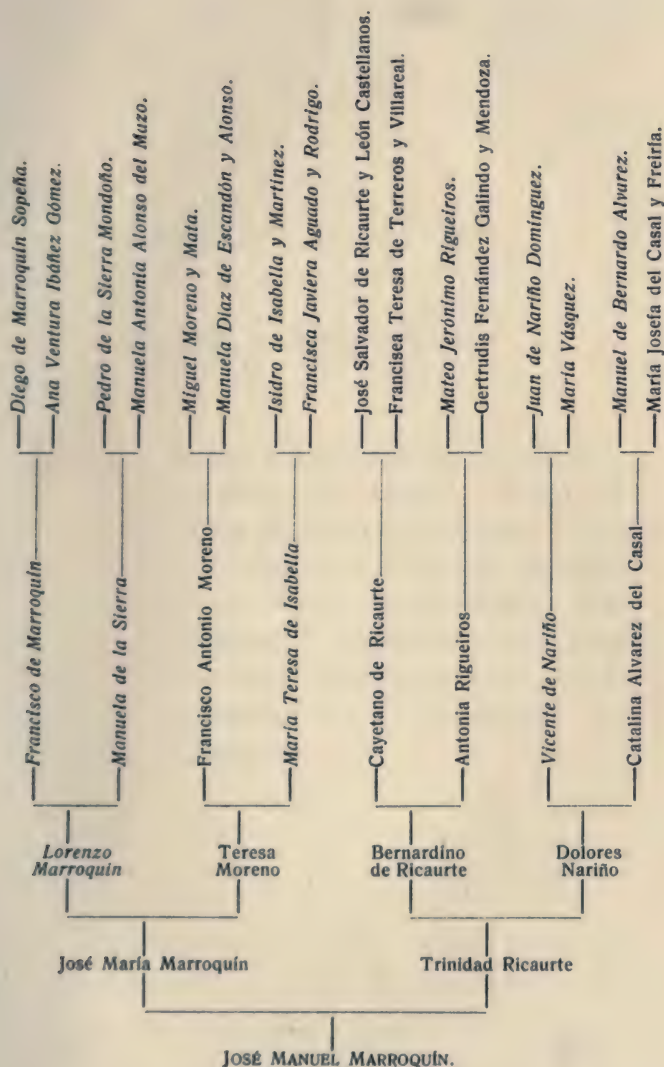 Diego de Marroquín Sopeña.
Ana Ventura Ibáñez Gómez.
Pedro de la Sierra Mondoño.
Manuela Antonia Alonso del Muzo.
Miguel Moreno y Mata.
Manuela Díaz de Escandón y Alonso.
Isidro de Isabella y Martínez.
Francisca Javiera Aguado y Rodrigo.
José Salvador de Ricaurte y León Castellanos.
Francisca Teresa de Terreros y Villareal.
Mateo Jerónimo Rigueiros.
Gertrudis Fernández Galindo y Mendoza.
Juan de Nariño Domínguez.
María Vásquez.
Manuel de Bernardo Alvarez.
María Josefa del Casal y Freiría.
Francisco de Marroquín
Manuela de la Sierra
Francisco Antonio Moreno
María Teresa de Isabella
Cayetano de Ricaurte
Antonia Rigueiros
Vicente de Nariño
Catalina Alvarez del Casal
Lorenzo
Marroquín
Teresa
Moreno
Bernardino
de Ricaurte
Dolores
Nariño
José María Marroquín
Trinidad Ricaurte
JOSÉ MANUEL MARROQUÍN.